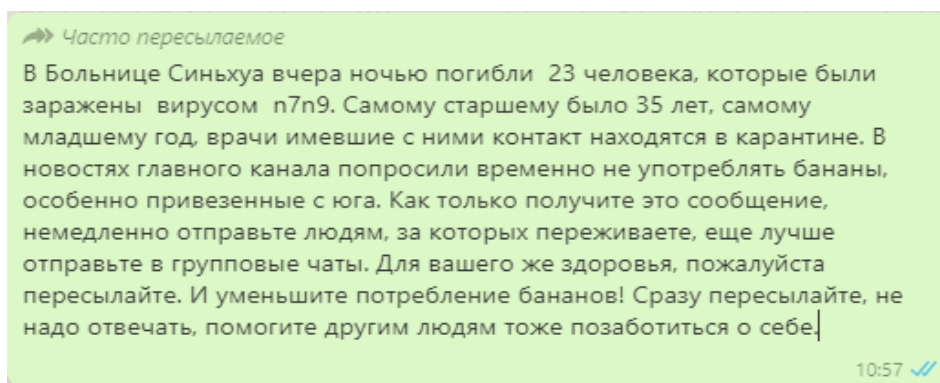 Часто пересылаемое
В Больнице Синьхуа вчера ночью погибли  23 человека, которые были
заражены  вирусом  n7n9. Самому старшему было 35 лет, самому
младшему год, врачи имевшие с ними контакт находятся в карантине. В
новостях главного канала попросили временно не употреблять бананы,
особенно привезенные с юга. Как только получите это сообщение,
немедленно отправьте людям, за которых переживаете, еще лучше
отправьте в групповые чаты. Для вашего же здоровья, пожалуйста
пересылайте. И уменьшите потребление бананов! Сразу пересылайте, не
надо отвечать, помогите другим людям тоже позаботиться о себе.
10:57